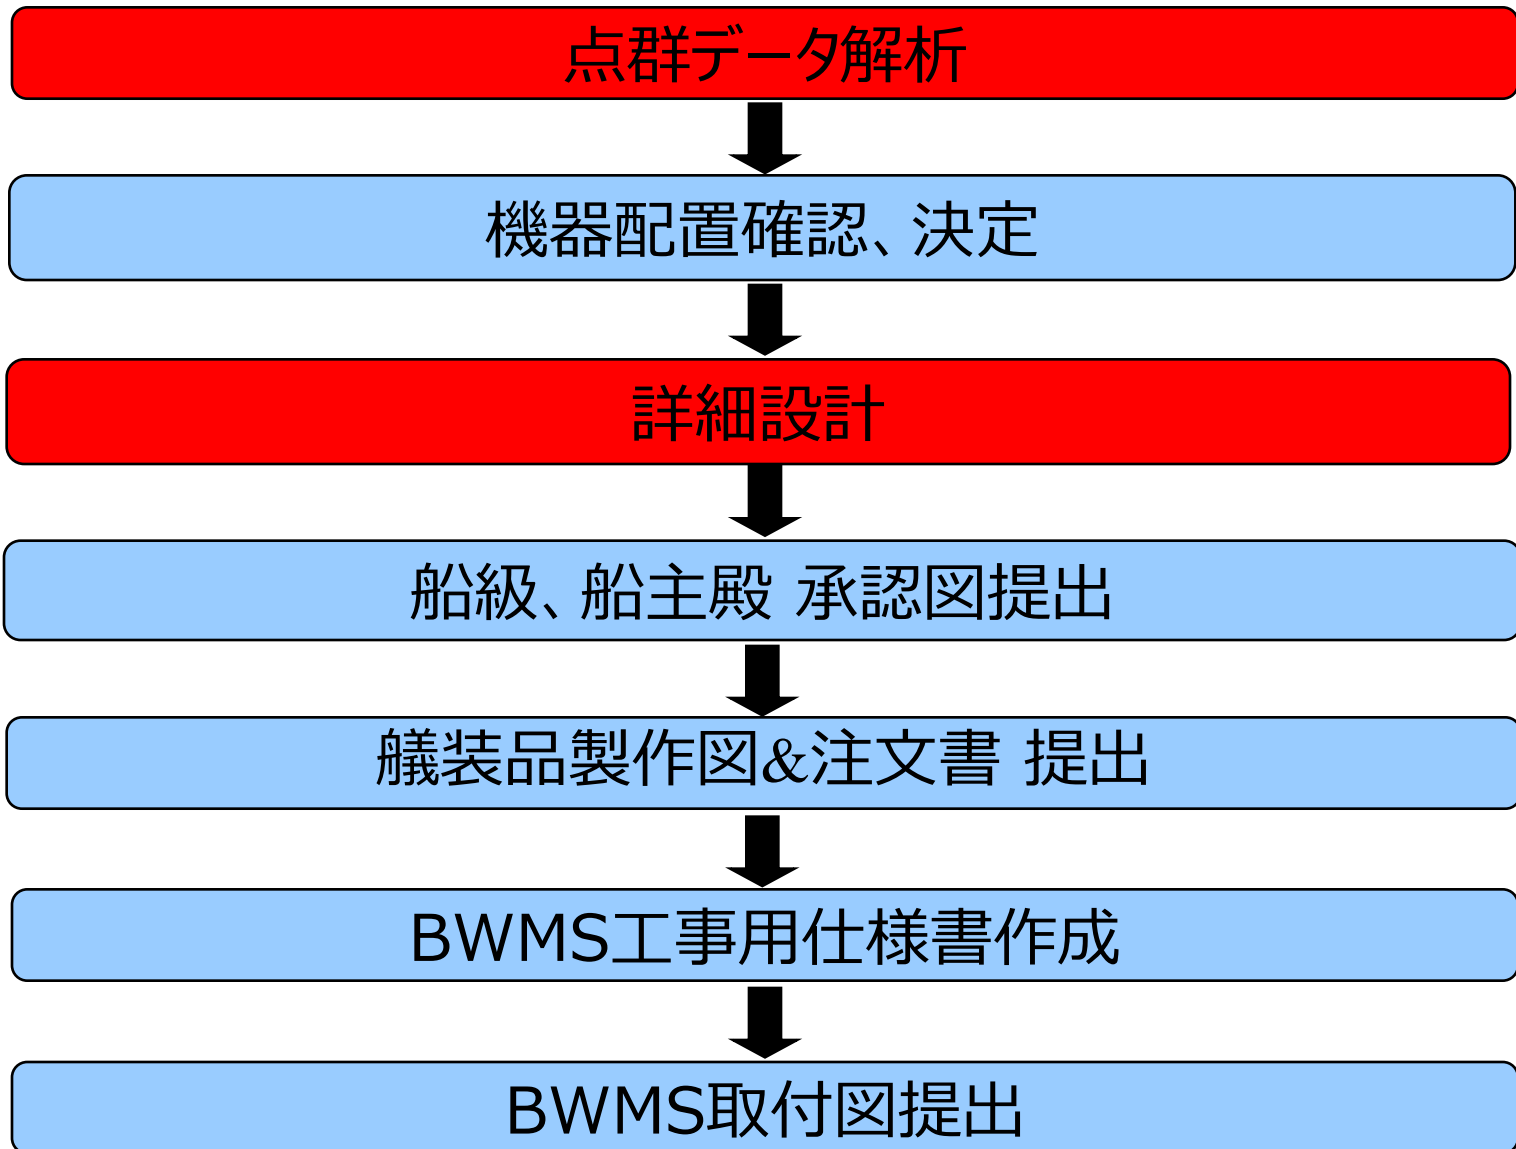 点群データ解析
機器配置確認、決定
詳細設計
船級、船主殿 承認図提出
艤装品製作図&注文書 提出
BWMS工事用仕様書作成
BWMS取付図提出